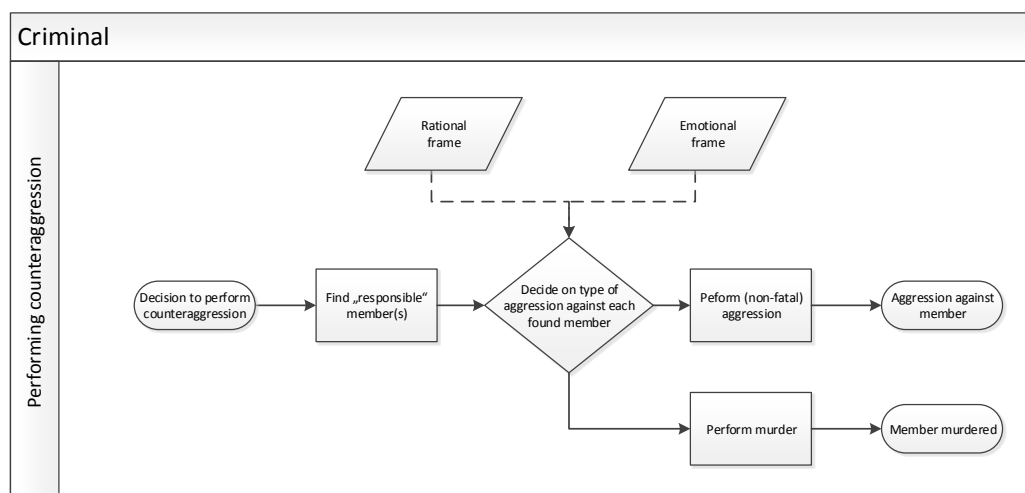 Criminal
Performing counteraggression
Rational
frame
Emotional
frame
Decision to perform
counteraggression
Find „responsible“
member(s)
Decide on type of
aggression against each
found member
Peform (non-fatal)
aggression
Aggression against
member
Perform murder
Member murdered